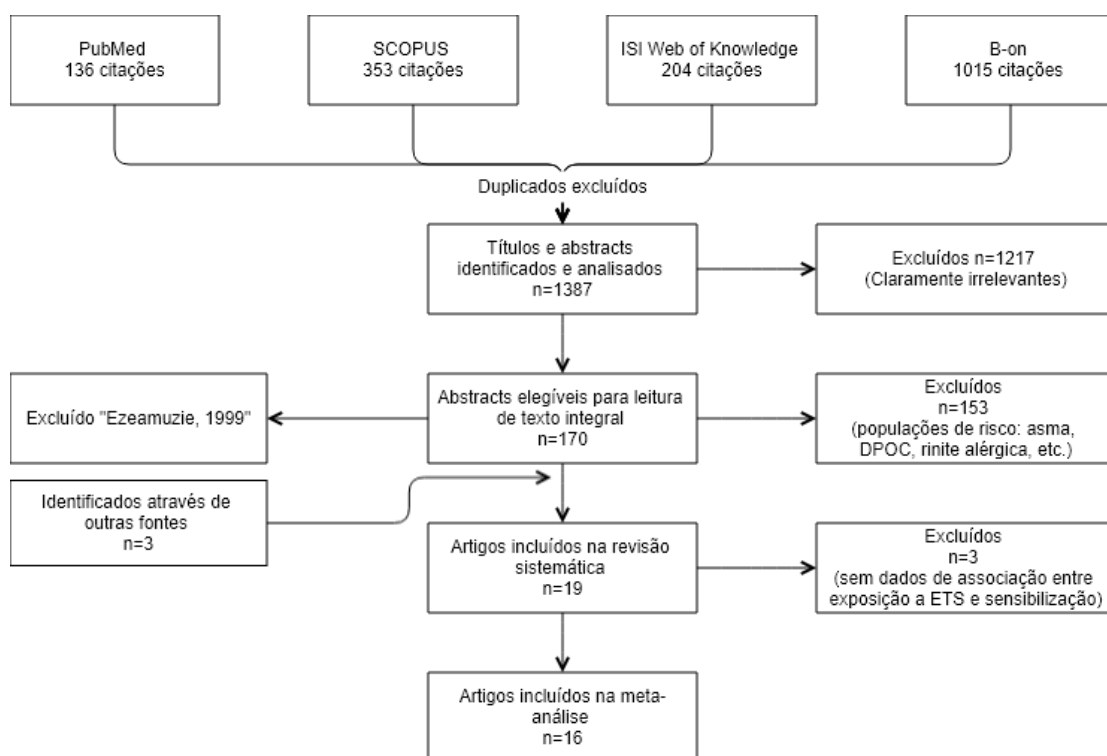 PubMed
136 citações
SCOPUS
353 citações
ISI Web of Knowledge
204 citações
B-on
1015 citações
Duplicados excluídos
Títulos e abstracts
identificados e analisados
n=1387
Excluídos n=1217
(Claramente irrelevantes)
Excluído "Ezeamuzie, 1999"
Abstracts elegíveis para leitura
de texto integral
n=170
Excluídos
n=153
(populações de risco: asma,
DPOC, rinite alérgica, etc.)
Identificados através de
outras fontes
n=3
Artigos incluídos na revisão
sistemática
n=19
Excluídos
n=3
(sem dados de associação entre
exposição a ETS e sensibilização)
Artigos incluídos na meta-
análise
n=16